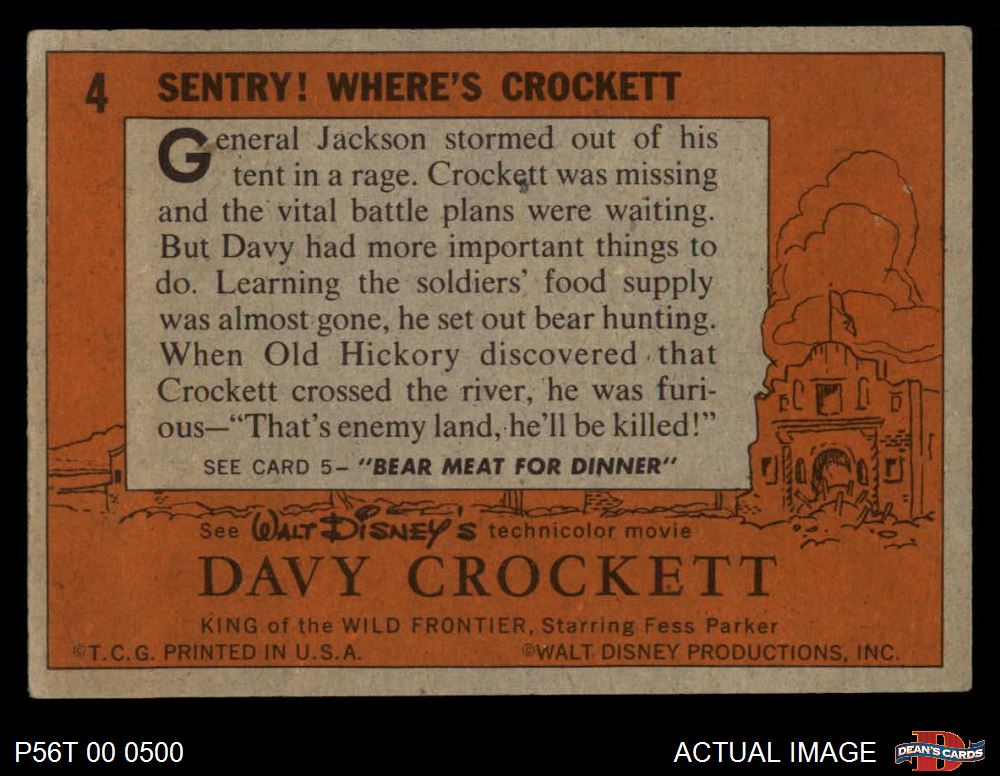 4 SENTRY! WHERE'S CROCKETT
General Jackson stormed out of his
tent in a rage. Crockett was missing
and the vital battle plans were waiting.
But Davy had more important things to
do. Learning the soldiers' food supply
was almost gone, he set out bear hunting.
When Old Hickory discovered that
Crockett crossed the river, he was furi-
ous—“That's enemy land, he'll be killed!”
SEE CARD 5– "BEAR MEAT FOR DINNER"
See WALT DISNEY'S technicolor movie
DAVY CROCKETT
KING of the WILD FRONTIER, Starring Fess Parker
©T.C.G. PRINTED IN U.S.A. ©WALT DISNEY PRODUCTIONS, INC.
P56T 00 0500 ACTUAL IMAGE DEAN'S CARDS